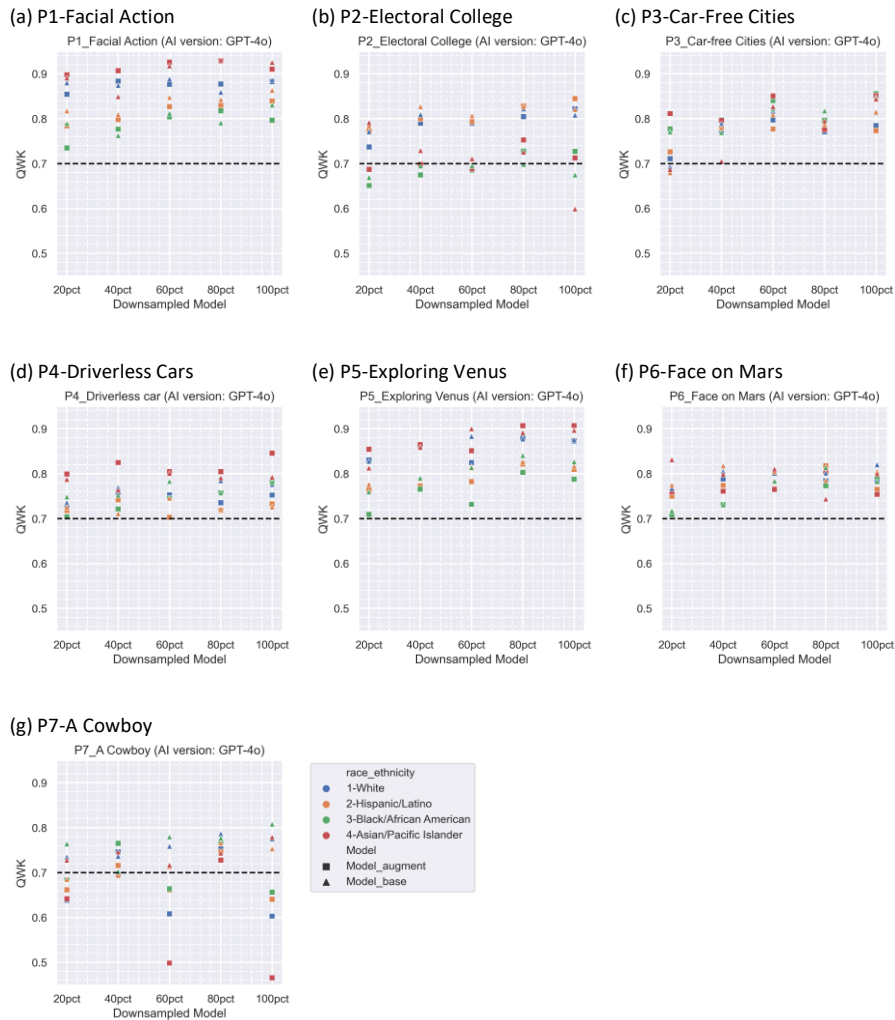 (a) P1-Facial Action
(b) P2-Electoral College
(c) P3-Car-Free Cities
P1_Facial Action (AI version: GPT-4o)
P2_Electoral College (AI version: GPT-4o)
P3_Car-free Cities (AI version: GPT-4o)
0.9
0.8
0.7
0.6
0.5
QWK
20pct 40pct 60pct 80pct 100pct
Downsampled Model
0.9
0.8
0.7
0.6
0.5
QWK
20pct 40pct 60pct 80pct 100pct
Downsampled Model
0.9
0.8
0.7
0.6
0.5
QWK
20pct 40pct 60pct 80pct 100pct
Downsampled Model
(d) P4-Driverless Cars
(e) P5-Exploring Venus
(f) P6-Face on Mars
P4_Driverless car (AI version: GPT-4o)
P5_Exploring Venus (AI version: GPT-4o)
P6_Face on Mars (AI version: GPT-4o)
0.9
0.8
0.7
0.6
0.5
QWK
20pct 40pct 60pct 80pct 100pct
Downsampled Model
0.9
0.8
0.7
0.6
0.5
QWK
20pct 40pct 60pct 80pct 100pct
Downsampled Model
0.9
0.8
0.7
0.6
0.5
QWK
20pct 40pct 60pct 80pct 100pct
Downsampled Model
(g) P7-A Cowboy
P7_A Cowboy (AI version: GPT-4o)
0.9
0.8
0.7
0.6
0.5
QWK
20pct 40pct 60pct 80pct 100pct
Downsampled Model
race_ethnicity
1-White
2-Hispanic/Latino
3-Black/African American
4-Asian/Pacific Islander
Model
Model_augment
Model_base